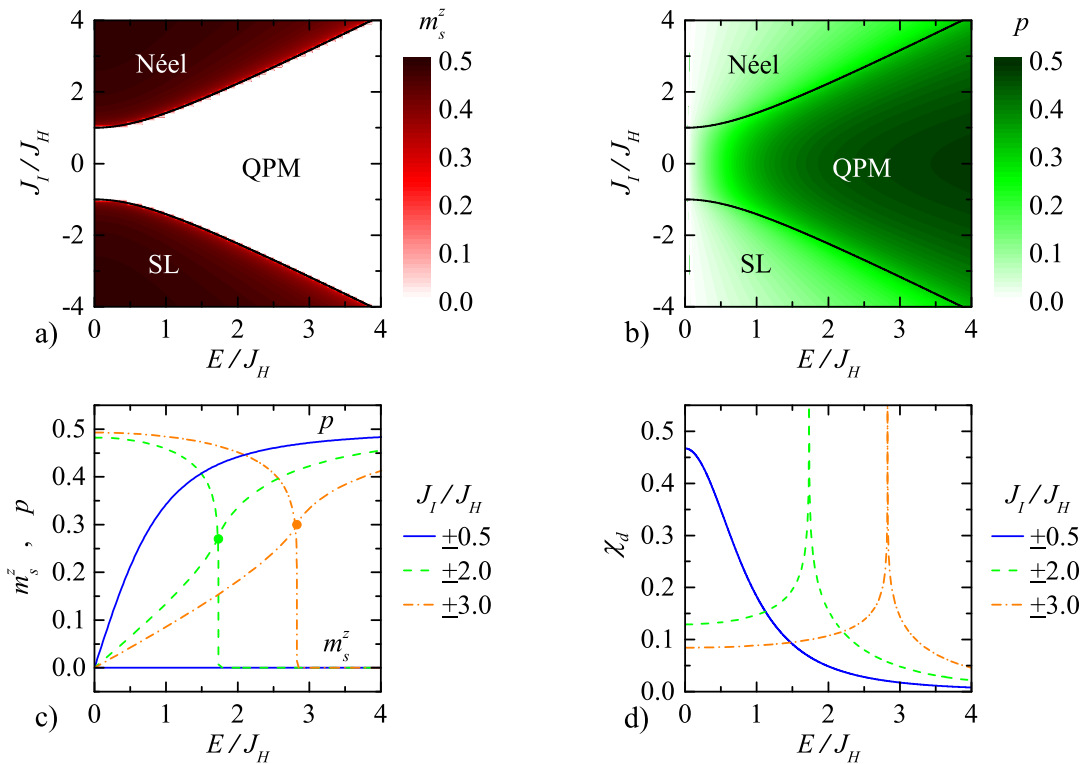 4
2
0
-2
-4
J_I / J_H
Néel
QPM
SL
0 1 2 3 4
E / J_H
a)
m_s^z
0.5
0.4
0.3
0.2
0.1
0.0
4
2
0
-2
-4
J_I / J_H
Néel
QPM
SL
0 1 2 3 4
E / J_H
b)
p
0.5
0.4
0.3
0.2
0.1
0.0
0.5
0.4
0.3
0.2
0.1
0.0
m_s^z , p
p
m_s^z
0 1 2 3 4
E / J_H
c)
J_I / J_H
±0.5
±2.0
±3.0
0.5
0.4
0.3
0.2
0.1
0.0
χ_d
0 1 2 3 4
E / J_H
d)
J_I / J_H
±0.5
±2.0
±3.0